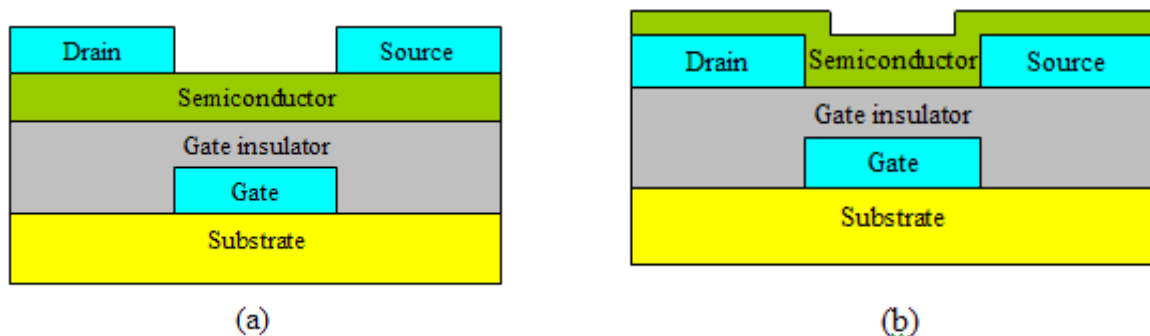 Drain
Source
Semiconductor
Gate insulator
Gate
Substrate
(a)
Drain
Semiconductor
Source
Gate insulator
Gate
Substrate
(b)